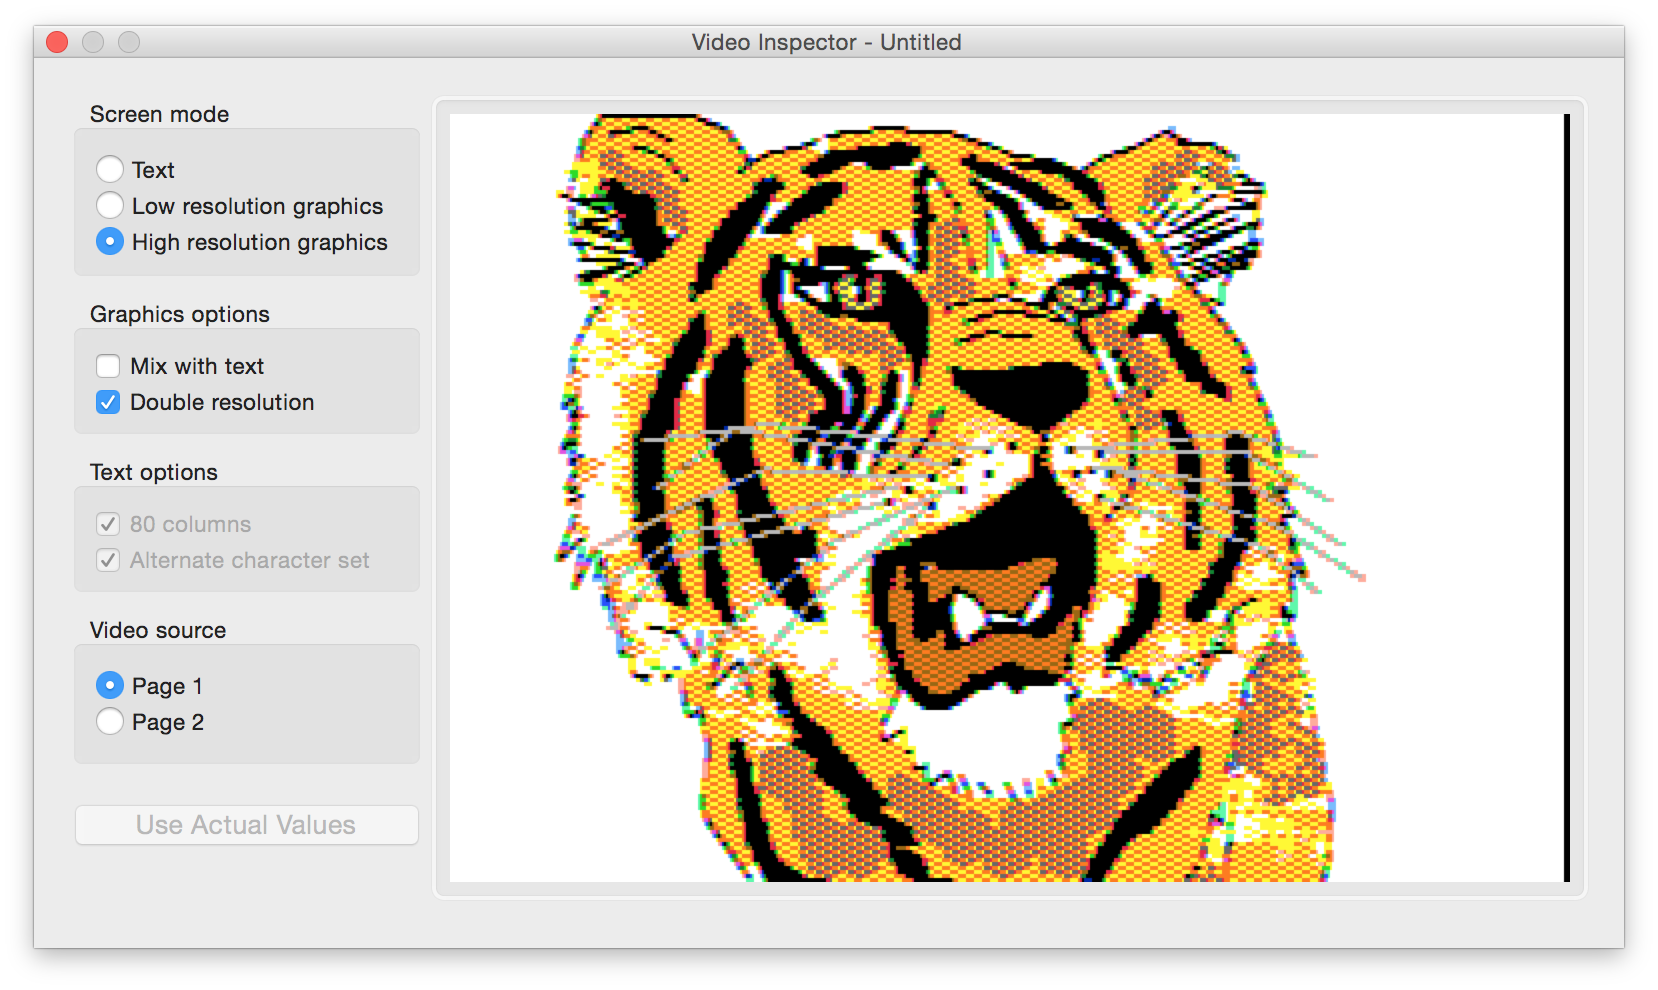 Video Inspector - Untitled
Screen mode
Text
Low resolution graphics
High resolution graphics
Graphics options
Mix with text
Double resolution
Text options
80 columns
Alternate character set
Video source
Page 1
Page 2
Use Actual Values